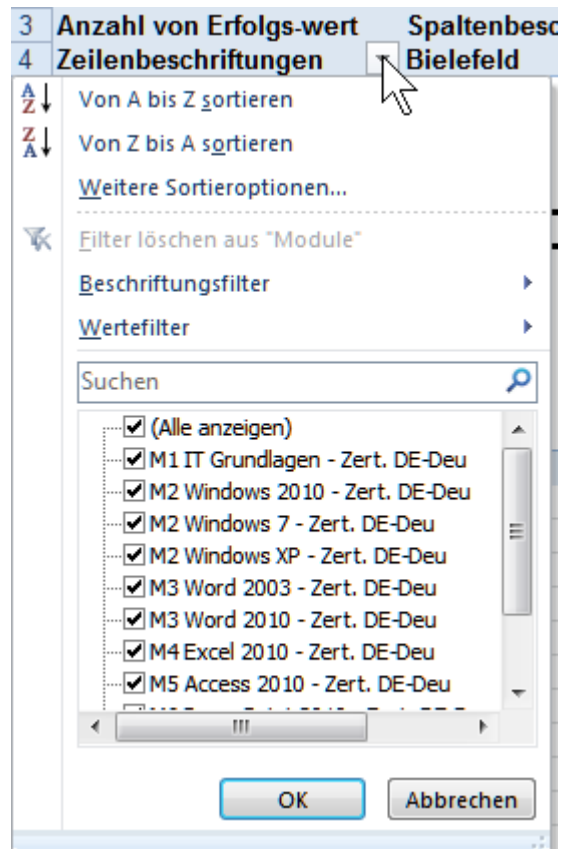 3 Anzahl von Erfolgs-wert Spaltenbesc
4 Zeilenbeschriftungen Bielefeld
Von A bis Z sortieren
Von Z bis A sortieren
Weitere Sortieroptionen...
Filter löschen aus "Module"
Beschriftungsfilter
Wertefilter
Suchen
(Alle anzeigen)
M1 IT Grundlagen - Zert. DE-Deu
M2 Windows 2010 - Zert. DE-Deu
M2 Windows 7 - Zert. DE-Deu
M2 Windows XP - Zert. DE-Deu
M3 Word 2003 - Zert. DE-Deu
M3 Word 2010 - Zert. DE-Deu
M4 Excel 2010 - Zert. DE-Deu
M5 Access 2010 - Zert. DE-Deu
OK Abbrechen